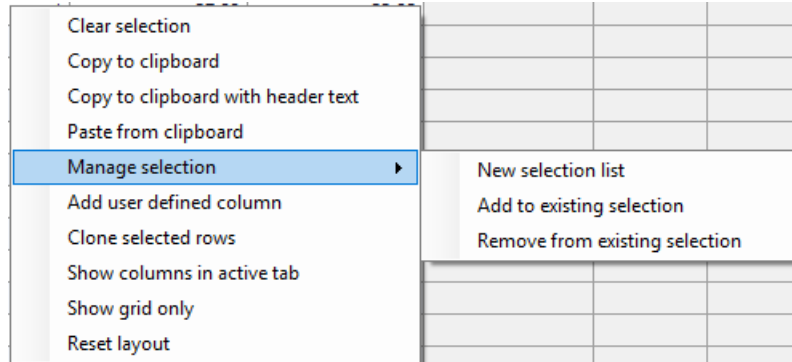 Clear selection
Copy to clipboard
Copy to clipboard with header text
Paste from clipboard
Manage selection
New selection list
Add to existing selection
Remove from existing selection
Add user defined column
Clone selected rows
Show columns in active tab
Show grid only
Reset layout